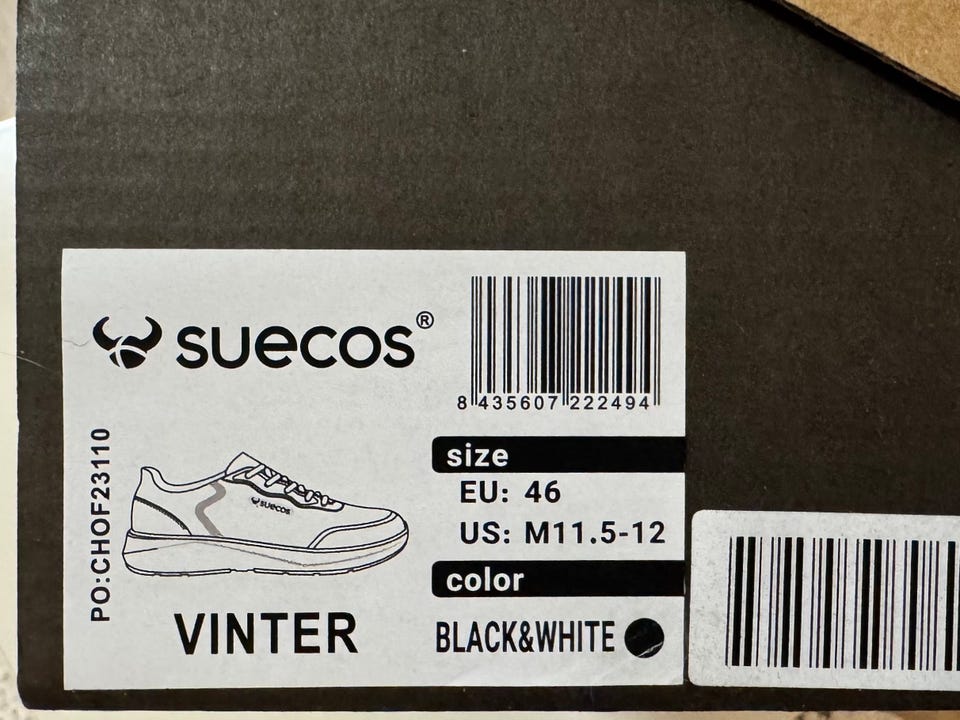 suecos®
8 435607 222494
PO:CHOF23110
suecos
size
EU: 46
US: M11.5-12
color
VINTER
BLACK&WHITE